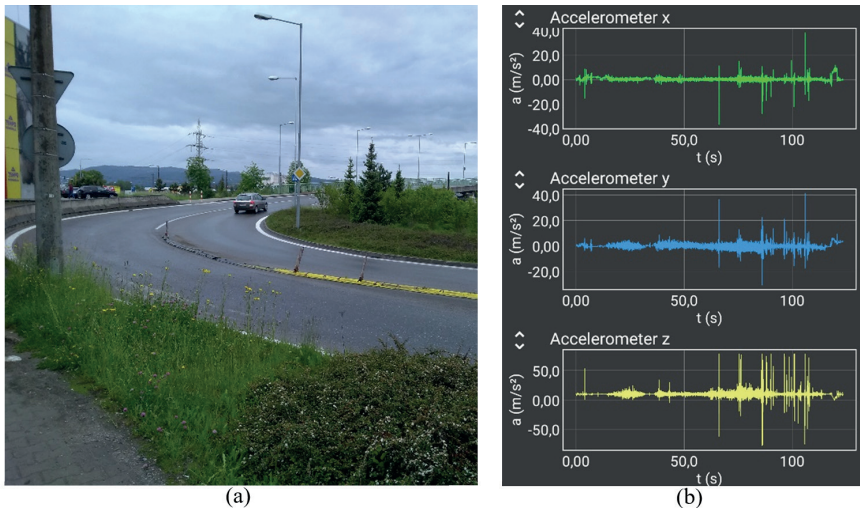 Accelerometer x
40,0
20,0
0,00
-20,0
-40,0
a (m/s²)
0,00 50,0 100
t (s)
Accelerometer y
40,0
20,0
0,00
-20,0
a (m/s²)
0,00 50,0 100
t (s)
Accelerometer z
50,0
0,00
-50,0
a (m/s²)
0,00 50,0 100
t (s)
(a) (b)